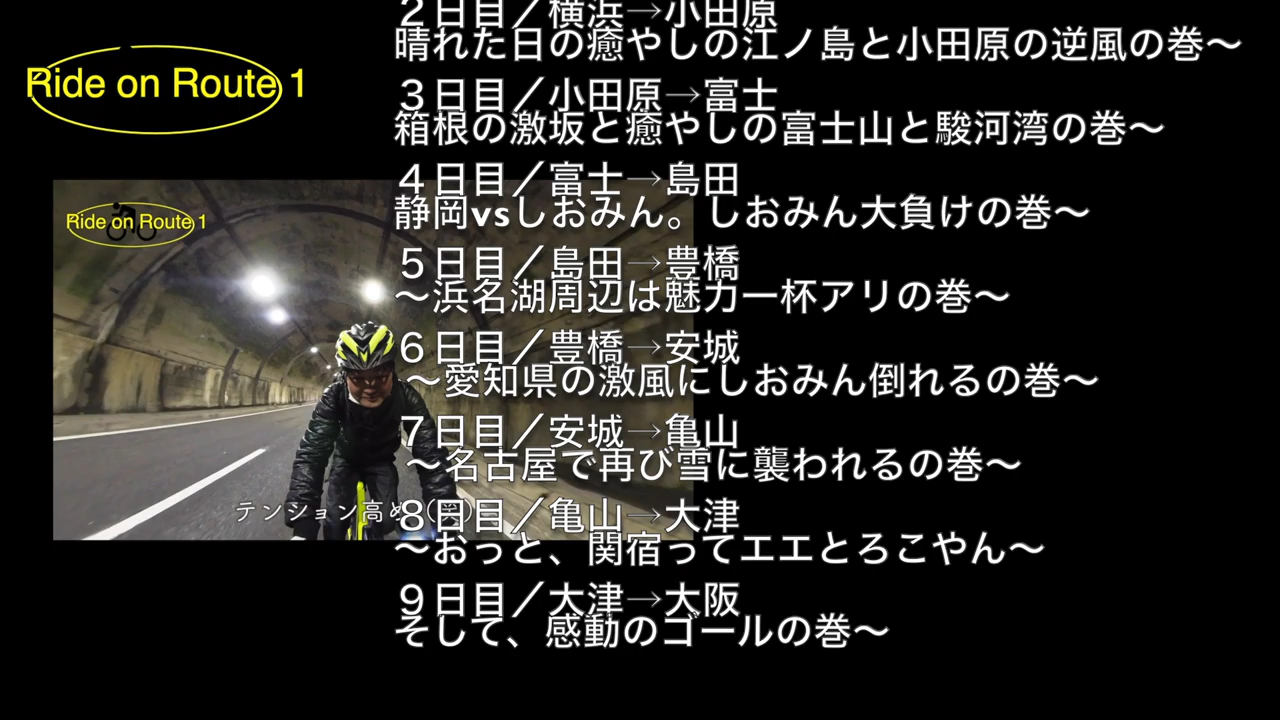 ２日目／横浜→小田原
晴れた日の癒やしの江ノ島と小田原の逆風の巻〜
Ride on Route 1
３日目／小田原→富士
箱根の激坂と癒やしの富士山と駿河湾の巻〜
４日目／富士→島田
静岡vsしおみん。しおみん大負けの巻〜
Ride on Route 1
５日目／島田→豊橋
〜浜名湖周辺は魅力一杯アリの巻〜
６日目／豊橋→安城
〜愛知県の激風にしおみん倒れるの巻〜
７日目／安城→亀山
〜名古屋で再び雪に襲われるの巻〜
テンション高め（笑）
８日目／亀山→大津
〜おっと、関宿ってエエとろこやん〜
９日目／大津→大阪
そして、感動のゴールの巻〜